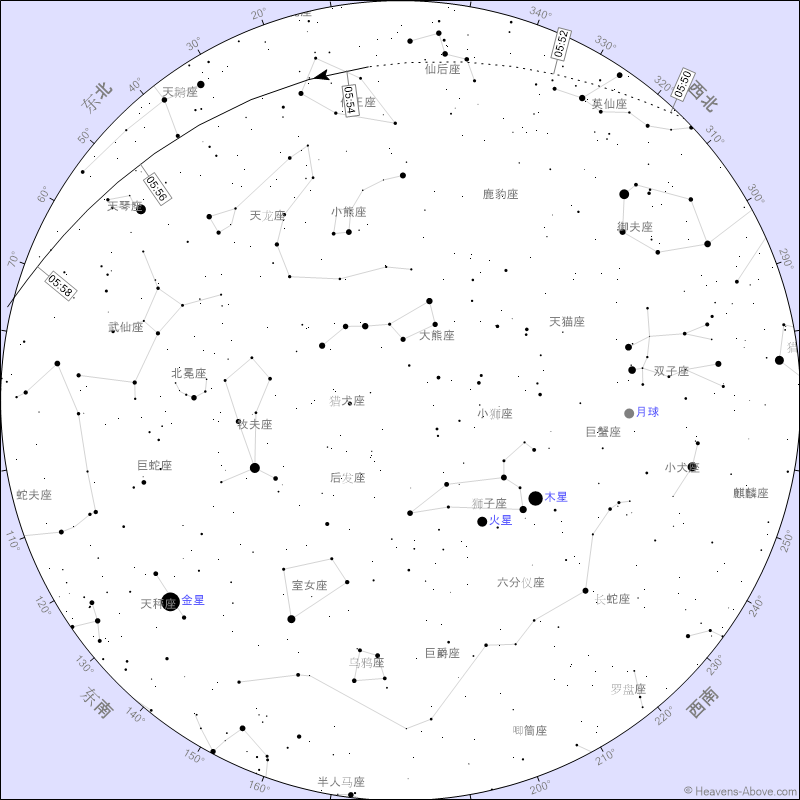 20°
座
340°
05:52
330°
30°
仙后座
320°
05:50
西北
东北
40°
天鹅座
仙王座
05:54
英仙座
310°
50°
60°
05:56
天琴座
天龙座
小熊座
鹿豹座
御夫座
300°
70°
05:58
290°
武仙座
大熊座
天猫座
猎
北冕座
双子座
猎犬座
小狮座
月球
牧夫座
巨蟹座
巨蛇座
后发座
小犬座
蛇夫座
狮子座
木星
麒麟座
火星
110°
250°
室女座
六分仪座
天秤座
金星
长蛇座
120°
240°
乌鸦座
巨爵座
130°
230°
东南
罗盘座
西南
140°
220°
唧筒座
150°
210°
160°
半人马座
200°
© Heavens-Above.com